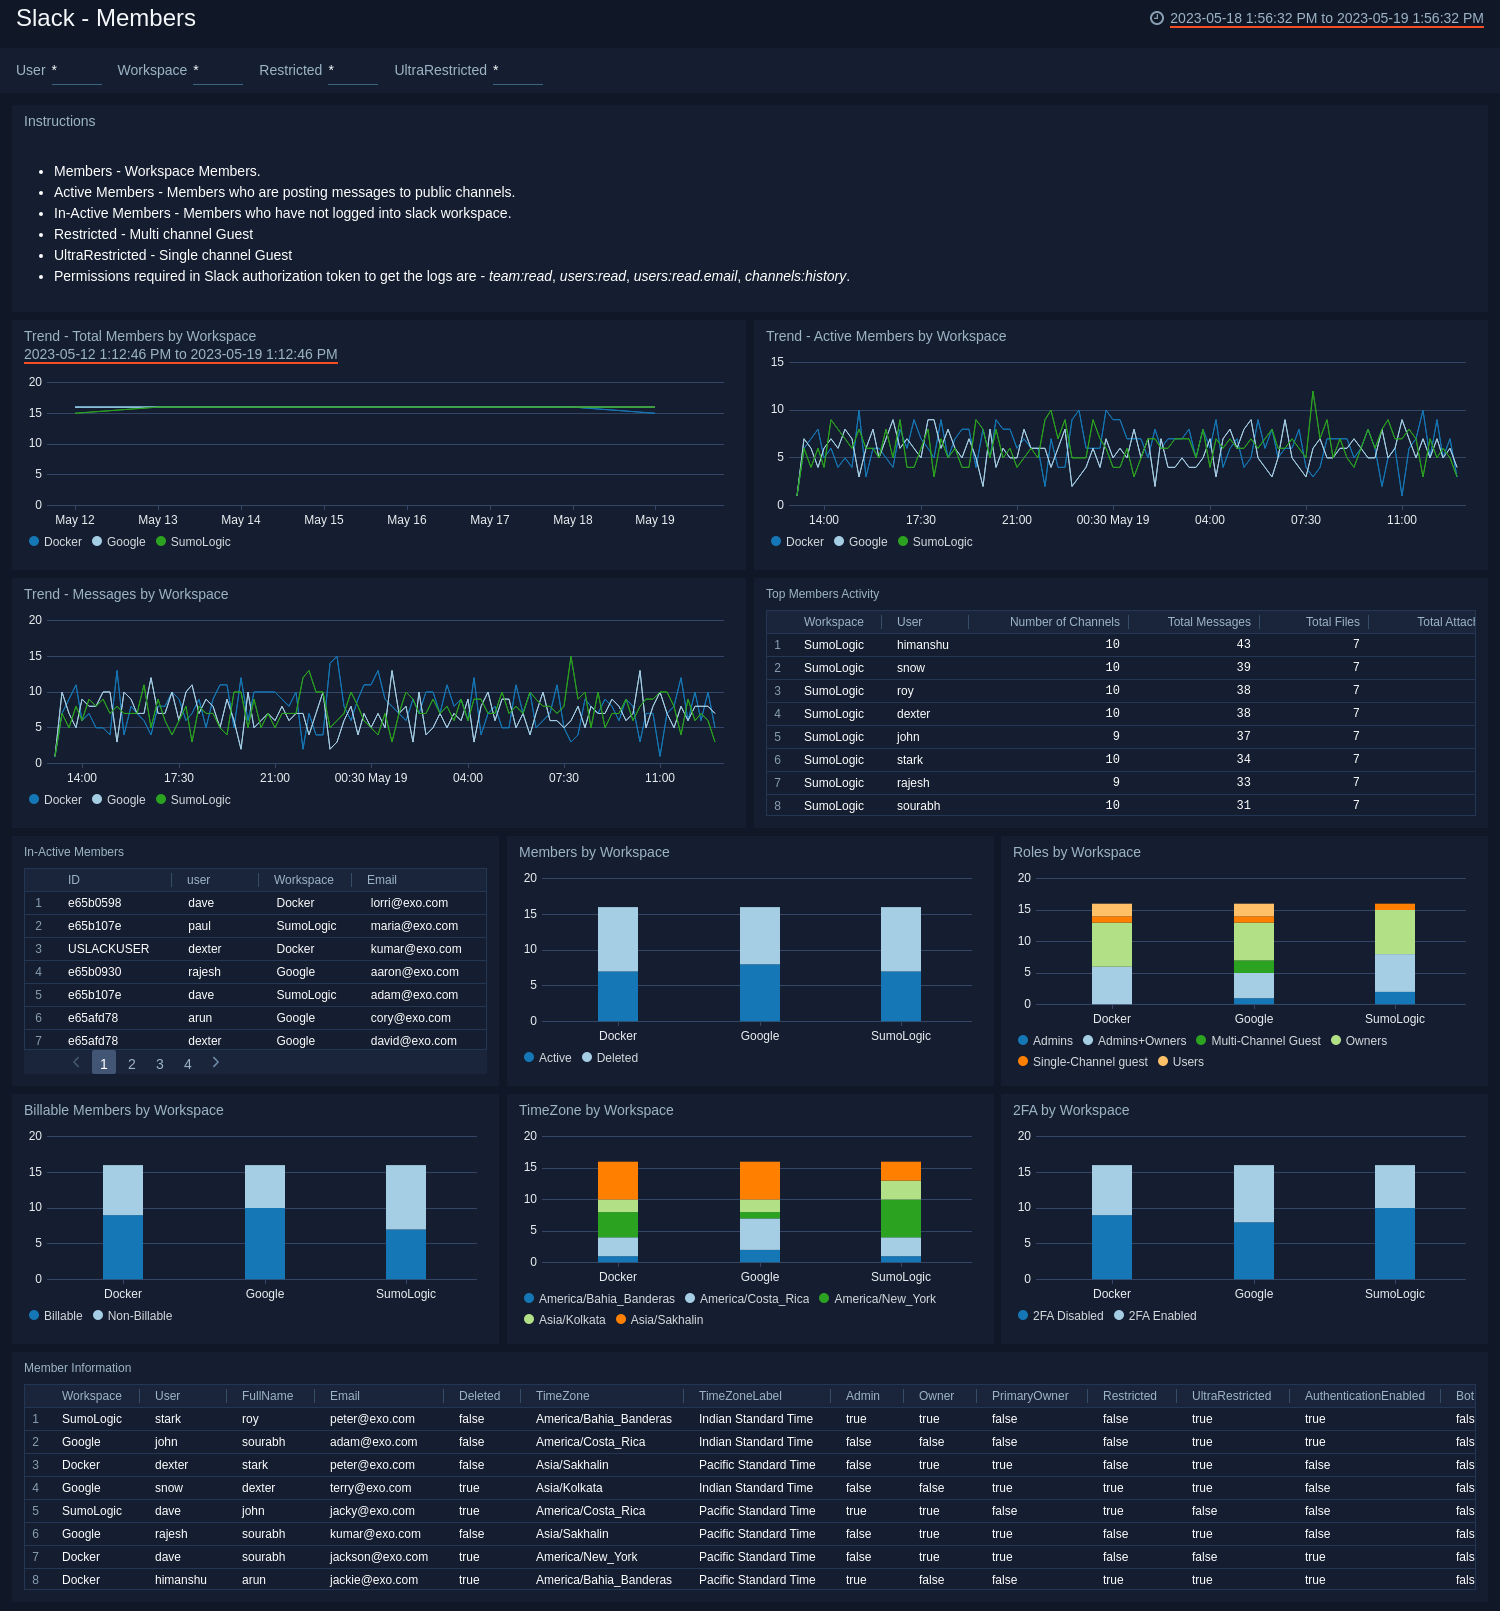 Slack - Members
2023-05-18 1:56:32 PM to 2023-05-19 1:56:32 PM
User * Workspace * Restricted * UltraRestricted *
Instructions
• Members - Workspace Members.
• Active Members - Members who are posting messages to public channels.
• In-Active Members - Members who have not logged into slack workspace.
• Restricted - Multi channel Guest
• UltraRestricted - Single channel Guest
• Permissions required in Slack authorization token to get the logs are - team:read, users:read, users:read.email, channels:history.
Trend - Total Members by Workspace
2023-05-12 1:12:46 PM to 2023-05-19 1:12:46 PM
20
15
10
5
0
May 12 May 13 May 14 May 15 May 16 May 17 May 18 May 19
Docker Google SumoLogic
Trend - Active Members by Workspace
15
10
5
0
14:00 17:30 21:00 00:30 May 19 04:00 07:30 11:00
Docker Google SumoLogic
Trend - Messages by Workspace
20
15
10
5
0
14:00 17:30 21:00 00:30 May 19 04:00 07:30 11:00
Docker Google SumoLogic
Top Members Activity
Workspace User Number of Channels Total Messages Total Files Total Attach
1 SumoLogic himanshu 10 43 7
2 SumoLogic snow 10 39 7
3 SumoLogic roy 10 38 7
4 SumoLogic dexter 10 38 7
5 SumoLogic john 9 37 7
6 SumoLogic stark 10 34 7
7 SumoLogic rajesh 9 33 7
8 SumoLogic sourabh 10 31 7
In-Active Members
ID user Workspace Email
1 e65b0598 dave Docker lorri@exo.com
2 e65b107e paul SumoLogic maria@exo.com
3 USLACKUSER dexter Docker kumar@exo.com
4 e65b0930 rajesh Google aaron@exo.com
5 e65b107e dave SumoLogic adam@exo.com
6 e65afd78 arun Google cory@exo.com
7 e65afd78 dexter Google david@exo.com
1 2 3 4
Members by Workspace
20
15
10
5
0
Docker Google SumoLogic
Active Deleted
Roles by Workspace
20
15
10
5
0
Docker Google SumoLogic
Admins Admins+Owners Multi-Channel Guest Owners
Single-Channel guest Users
Billable Members by Workspace
20
15
10
5
0
Docker Google SumoLogic
Billable Non-Billable
TimeZone by Workspace
20
15
10
5
0
Docker Google SumoLogic
America/Bahia_Banderas America/Costa_Rica America/New_York
Asia/Kolkata Asia/Sakhalin
2FA by Workspace
20
15
10
5
0
Docker Google SumoLogic
2FA Disabled 2FA Enabled
Member Information
Workspace User FullName Email Deleted TimeZone TimeZoneLabel Admin Owner PrimaryOwner Restricted UltraRestricted AuthenticationEnabled Bot
1 SumoLogic stark roy peter@exo.com false America/Bahia_Banderas Indian Standard Time true true false false true true fals
2 Google john sourabh adam@exo.com false America/Costa_Rica Indian Standard Time false false false false true true fals
3 Docker dexter stark peter@exo.com false Asia/Sakhalin Pacific Standard Time false true true false true false fals
4 Google snow dexter terry@exo.com true Asia/Kolkata Indian Standard Time false false true true true false fals
5 SumoLogic dave john jacky@exo.com true America/Costa_Rica Pacific Standard Time true true false true false false fals
6 Google rajesh sourabh kumar@exo.com false Asia/Sakhalin Pacific Standard Time false true true false true false fals
7 Docker dave sourabh jackson@exo.com true America/New_York Pacific Standard Time false true true false false true fals
8 Docker himanshu arun jackie@exo.com true America/Bahia_Banderas Pacific Standard Time true false false true true true fals